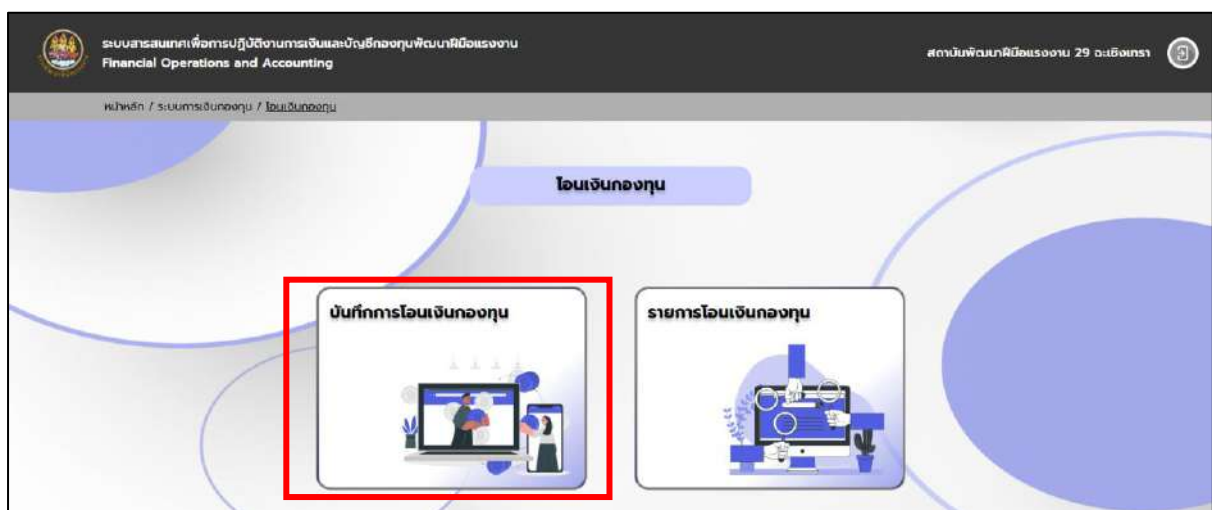 ระบบสารสนเทศเพื่อการปฏิบัติงานการเงินและบัญชีกองทุนพัฒนาฝีมือแรงงาน
Financial Operations and Accounting
สถาบันพัฒนาฝีมือแรงงาน 29 ฉะเชิงเทรา
หน้าหลัก / ระบบการเงินกองทุน / โอนเงินกองทุน
โอนเงินกองทุน
บันทึกการโอนเงินกองทุน
รายการโอนเงินกองทุน